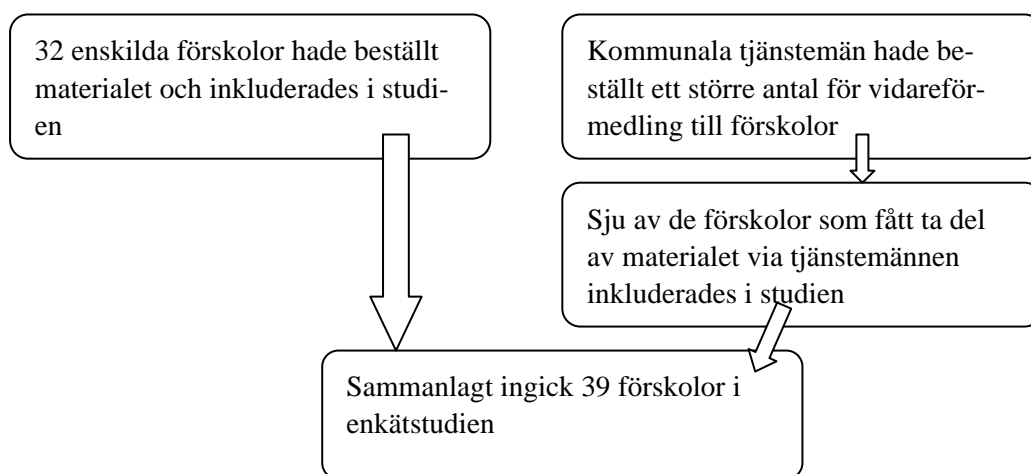 32 enskilda förskolor hade beställt
materialet och inkluderades i studi-
en
Kommunala tjänstemän hade be-
ställt ett större antal för vidareför-
medling till förskolor
Sju av de förskolor som fått ta del
av materialet via tjänstemännen
inkluderades i studien
Sammanlagt ingick 39 förskolor i
enkätstudien